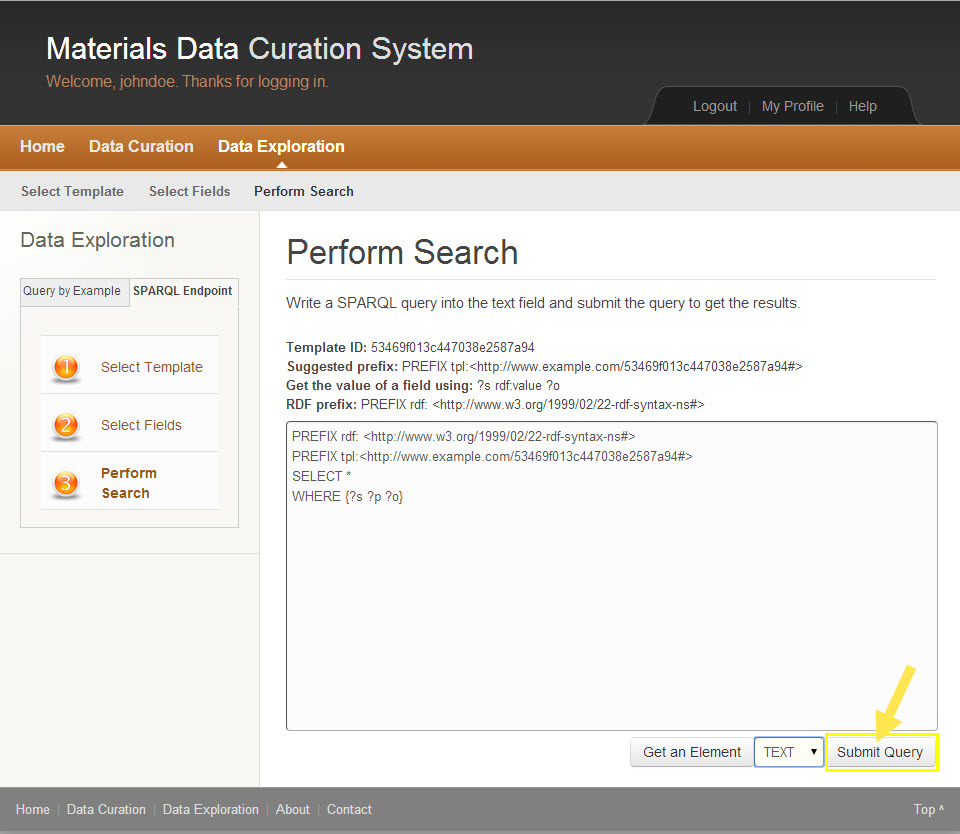 Materials Data Curation System
Welcome, johndoe. Thanks for logging in.
Logout | My Profile | Help
Home Data Curation Data Exploration
Select Template Select Fields Perform Search
Data Exploration
Query by Example SPARQL Endpoint
1 Select Template
2 Select Fields
3 Perform
Search
Perform Search
Write a SPARQL query into the text field and submit the query to get the results.
Template ID: 53469f013c447038e2587a94
Suggested prefix: PREFIX tpl:<http://www.example.com/53469f013c447038e2587a94#>
Get the value of a field using: ?s rdf:value ?o
RDF prefix: PREFIX rdf: <http://www.w3.org/1999/02/22-rdf-syntax-ns#>
PREFIX rdf: <http://www.w3.org/1999/02/22-rdf-syntax-ns#>
PREFIX tpl:<http://www.example.com/53469f013c447038e2587a94#>
SELECT *
WHERE {?s ?p ?o}
Get an Element TEXT Submit Query
Home | Data Curation | Data Exploration | About | Contact Top ^